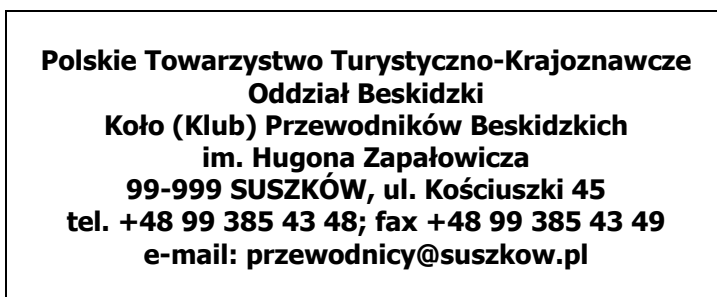 Polskie Towarzystwo Turystyczno-Krajoznawcze
Oddział Beskidzki
Koło (Klub) Przewodników Beskidzkich
im. Hugona Zapałowicza
99-999 SUSZKÓW, ul. Kościuszki 45
tel. +48 99 385 43 48; fax +48 99 385 43 49
e-mail: przewodnicy@suszkow.pl